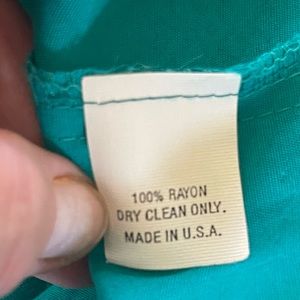 100% RAYON
DRY CLEAN ONLY.
MADE IN U.S.A.